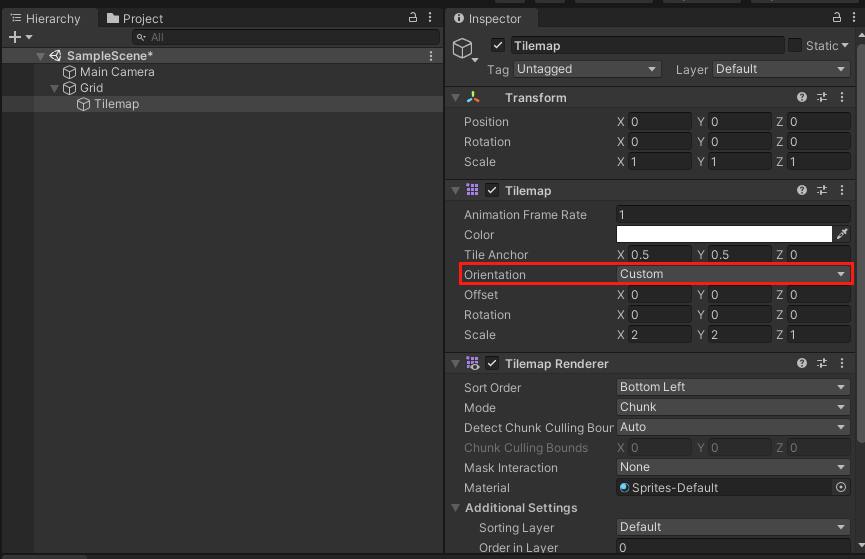 Hierarchy
Project
All
SampleScene*
Main Camera
Grid
Tilemap
Inspector
Tilemap
Static
Tag Untagged Layer Default
Transform
Position X 0 Y 0 Z 0
Rotation X 0 Y 0 Z 0
Scale X 1 Y 1 Z 1
Tilemap
Animation Frame Rate 1
Color
Tile Anchor X 0.5 Y 0.5 Z 0
Orientation Custom
Offset X 0 Y 0 Z 0
Rotation X 0 Y 0 Z 0
Scale X 2 Y 2 Z 1
Tilemap Renderer
Sort Order Bottom Left
Mode Chunk
Detect Chunk Culling Boun Auto
Chunk Culling Bounds X 0 Y 0 Z 0
Mask Interaction None
Material Sprites-Default
Additional Settings
Sorting Layer Default
Order in Layer 0